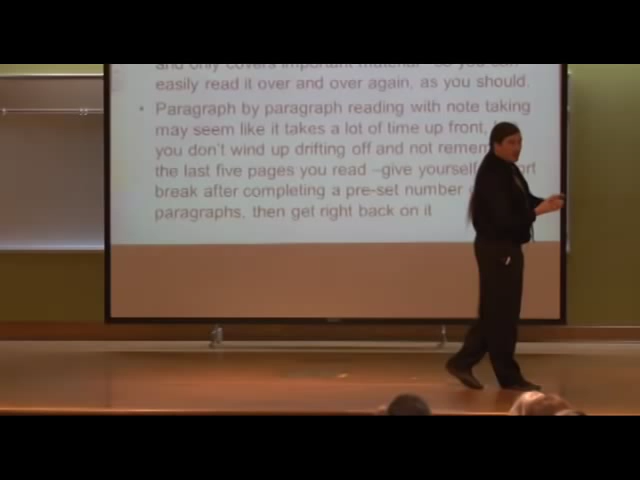 and only covers important material so you can
easily read it over and over again, as you should.
• Paragraph by paragraph reading with note taking
may seem like it takes a lot of time up front,
you don't wind up drifting off and not
the last five pages you read –give yourself
break after completing a pre-set number
paragraphs, then get right back on it